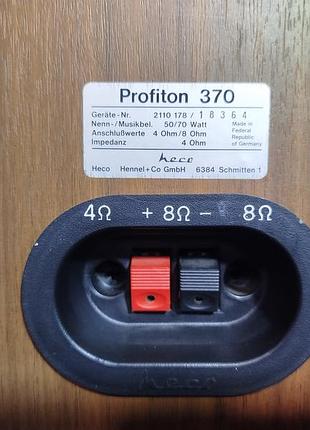 Profiton 370
Geräte-Nr. 2110 178 / 18364
Nenn-/Musikbel. 50/70 Watt
Anschlußwerte 4 Ohm/8 Ohm
Impedanz 4 Ohm
Made in
Federal
Republic
of Germany
heco
Heco Hennel+Co GmbH 6384 Schmitten 1
4Ω + 8Ω - 8Ω
heco